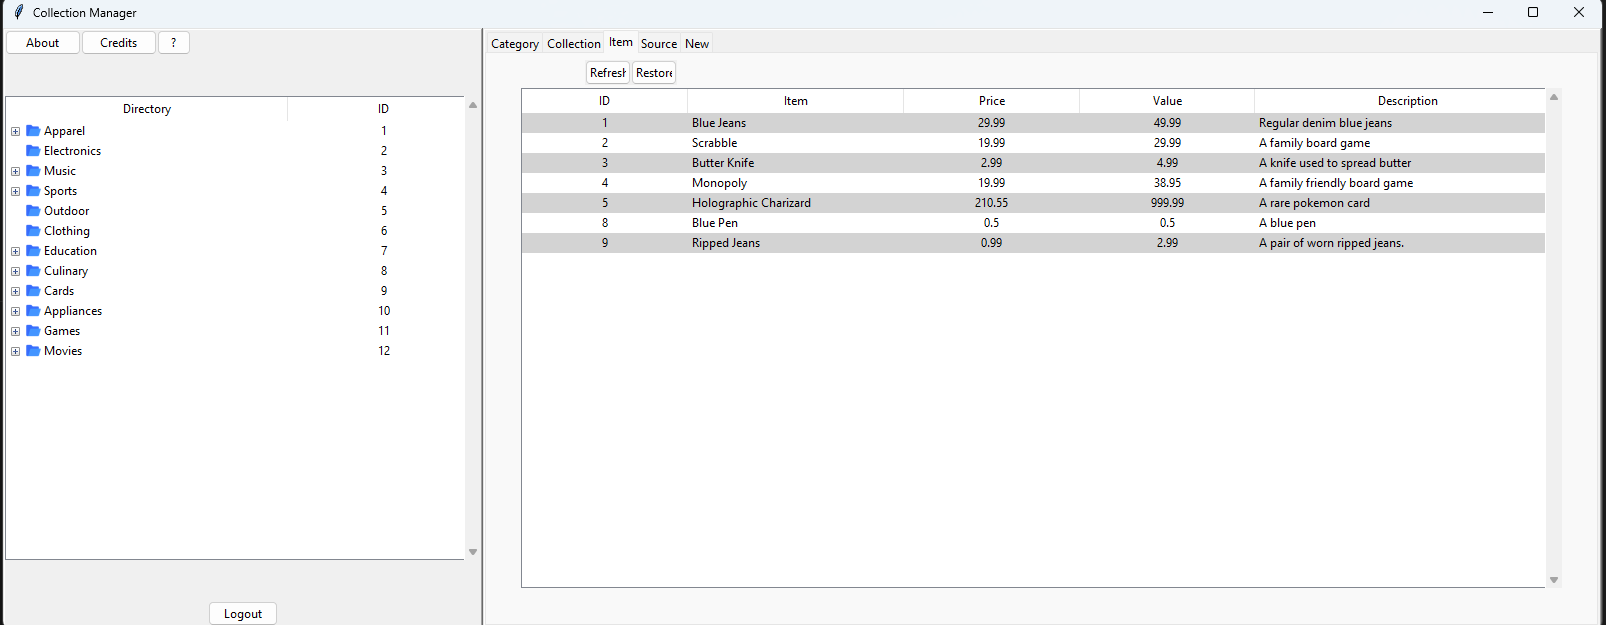 Collection Manager
About Credits ?
Directory ID
Apparel 1
Electronics 2
Music 3
Sports 4
Outdoor 5
Clothing 6
Education 7
Culinary 8
Cards 9
Appliances 10
Games 11
Movies 12
Logout
Category Collection Item Source New
Refresh Restore
ID Item Price Value Description
1 Blue Jeans 29.99 49.99 Regular denim blue jeans
2 Scrabble 19.99 29.99 A family board game
3 Butter Knife 2.99 4.99 A knife used to spread butter
4 Monopoly 19.99 38.95 A family friendly board game
5 Holographic Charizard 210.55 999.99 A rare pokemon card
8 Blue Pen 0.5 0.5 A blue pen
9 Ripped Jeans 0.99 2.99 A pair of worn ripped jeans.